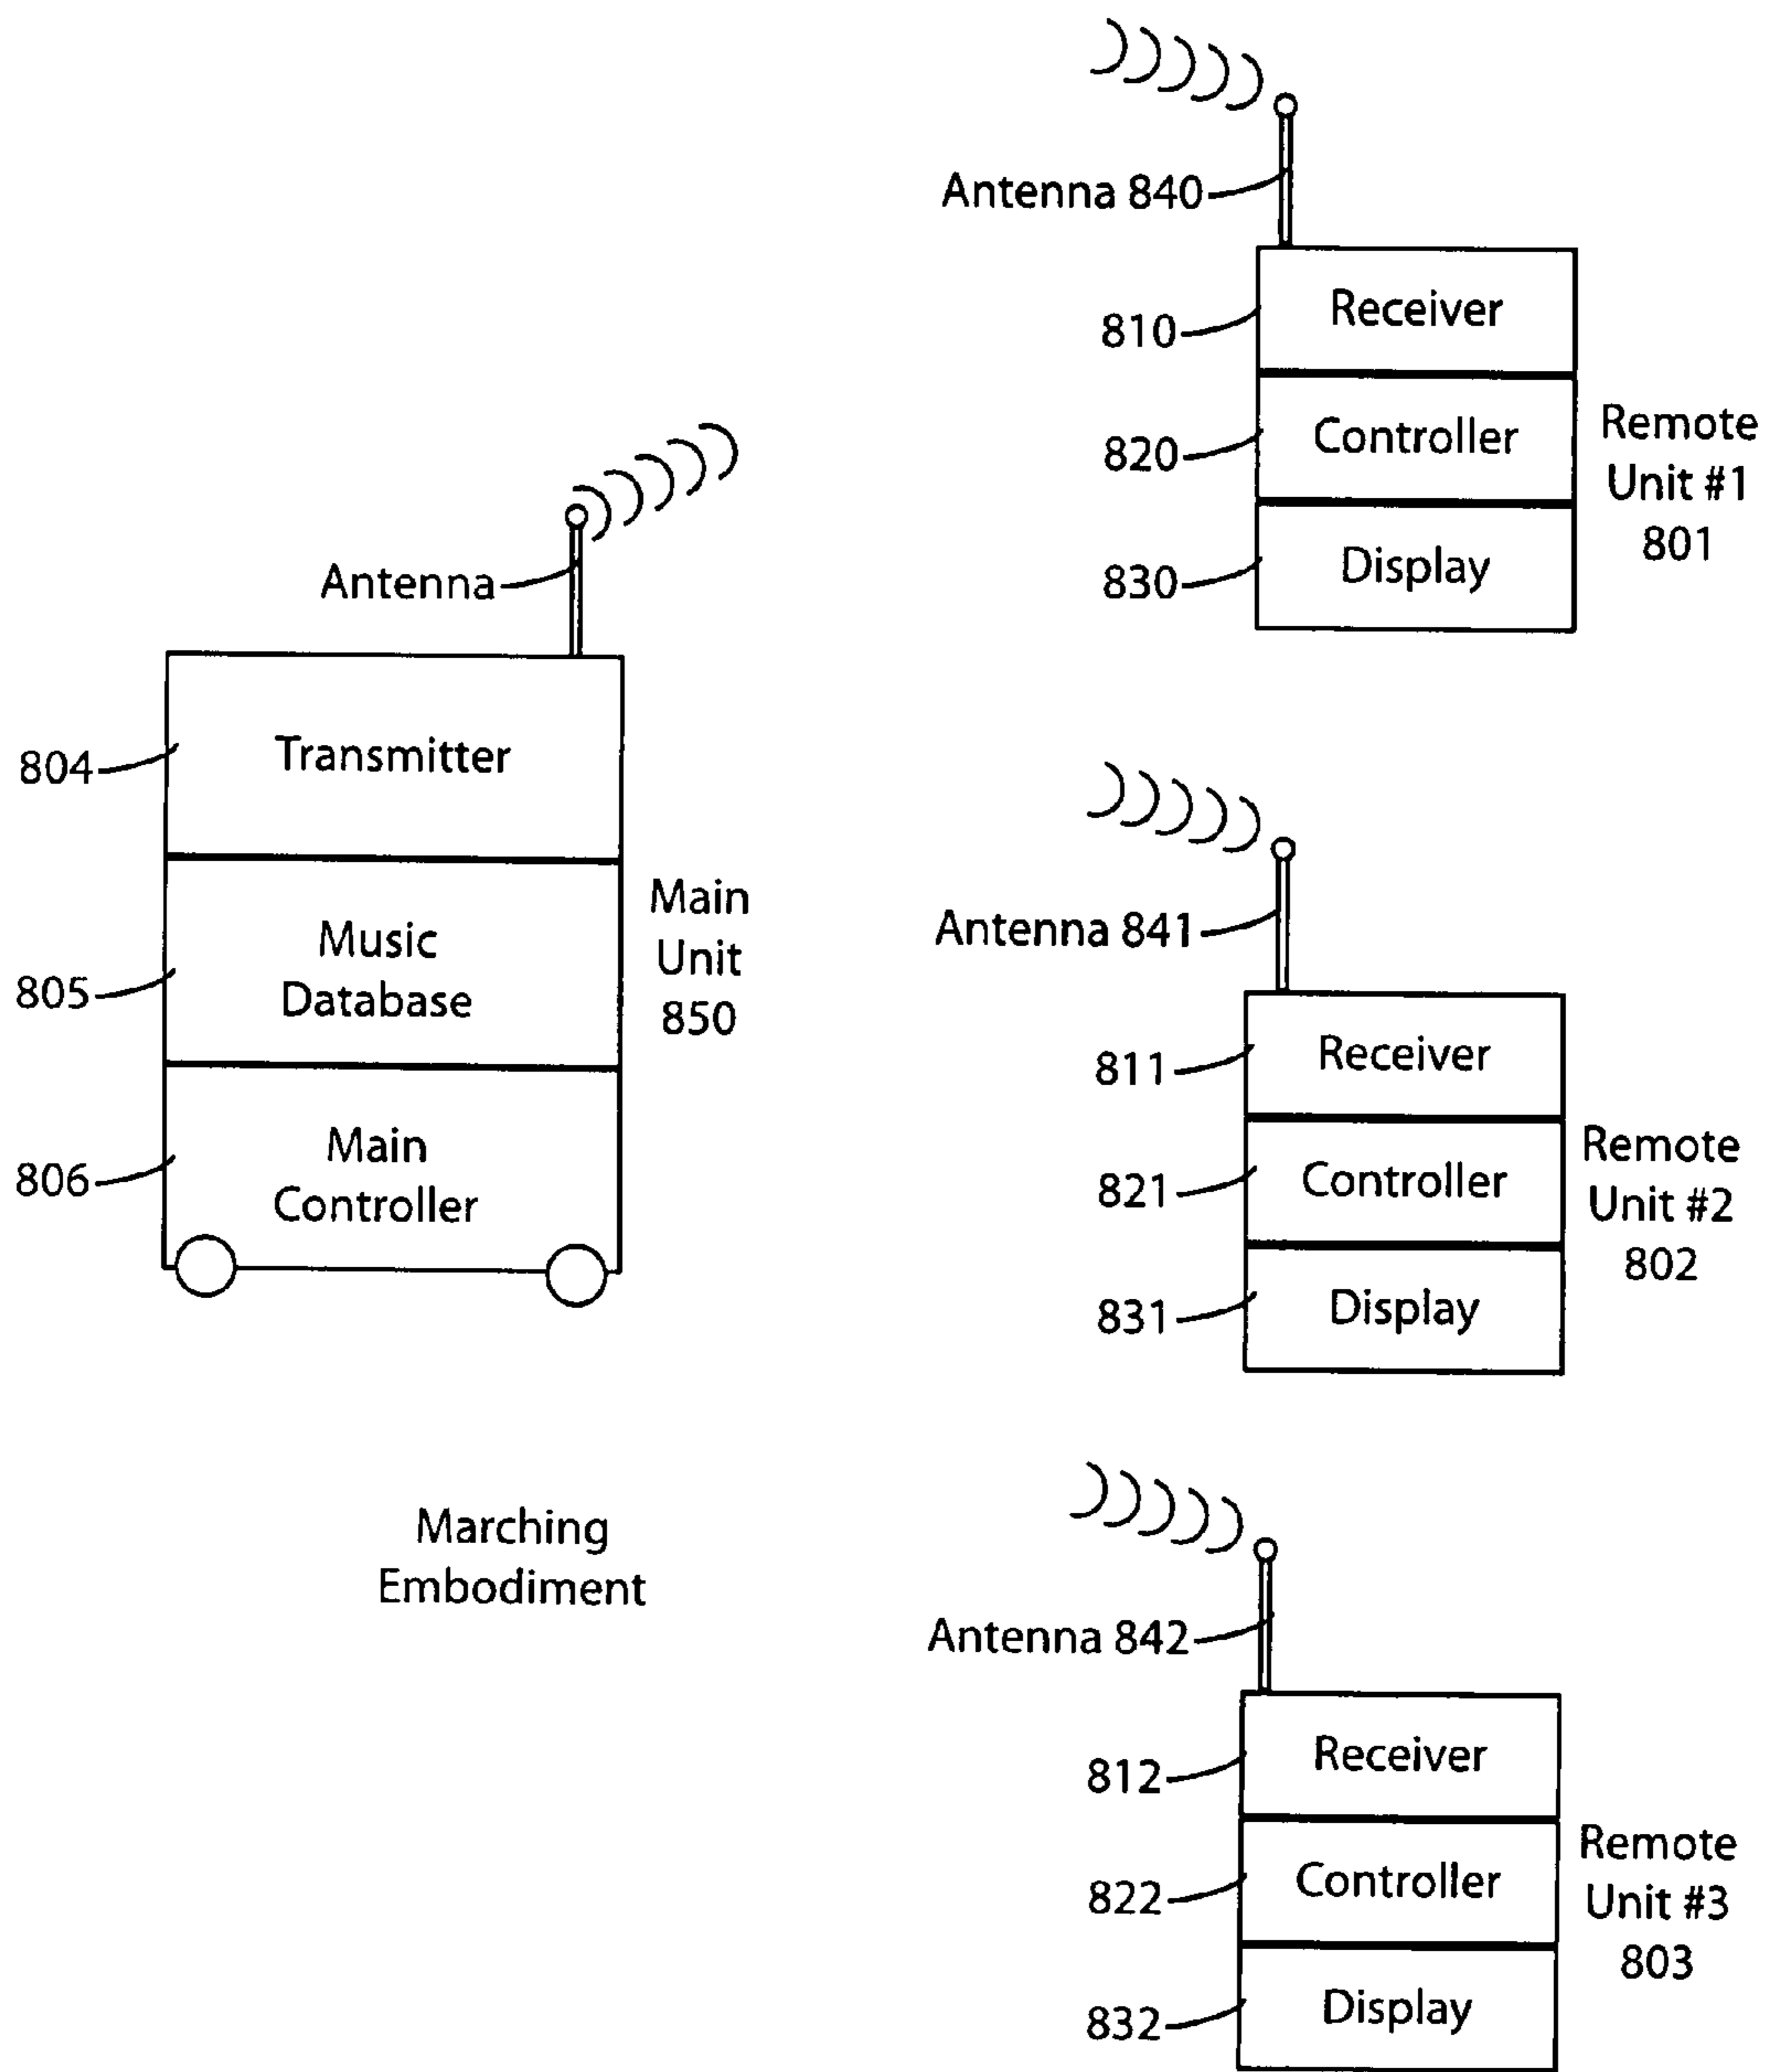 Antenna 840
810
Receiver
820
Controller
830
Display
Remote
Unit #1
801
Antenna
804
Transmitter
805
Music
Database
806
Main
Controller
Main
Unit
850
Antenna 841
811
Receiver
821
Controller
831
Display
Remote
Unit #2
802
Marching
Embodiment
Antenna 842
812
Receiver
822
Controller
832
Display
Remote
Unit #3
803